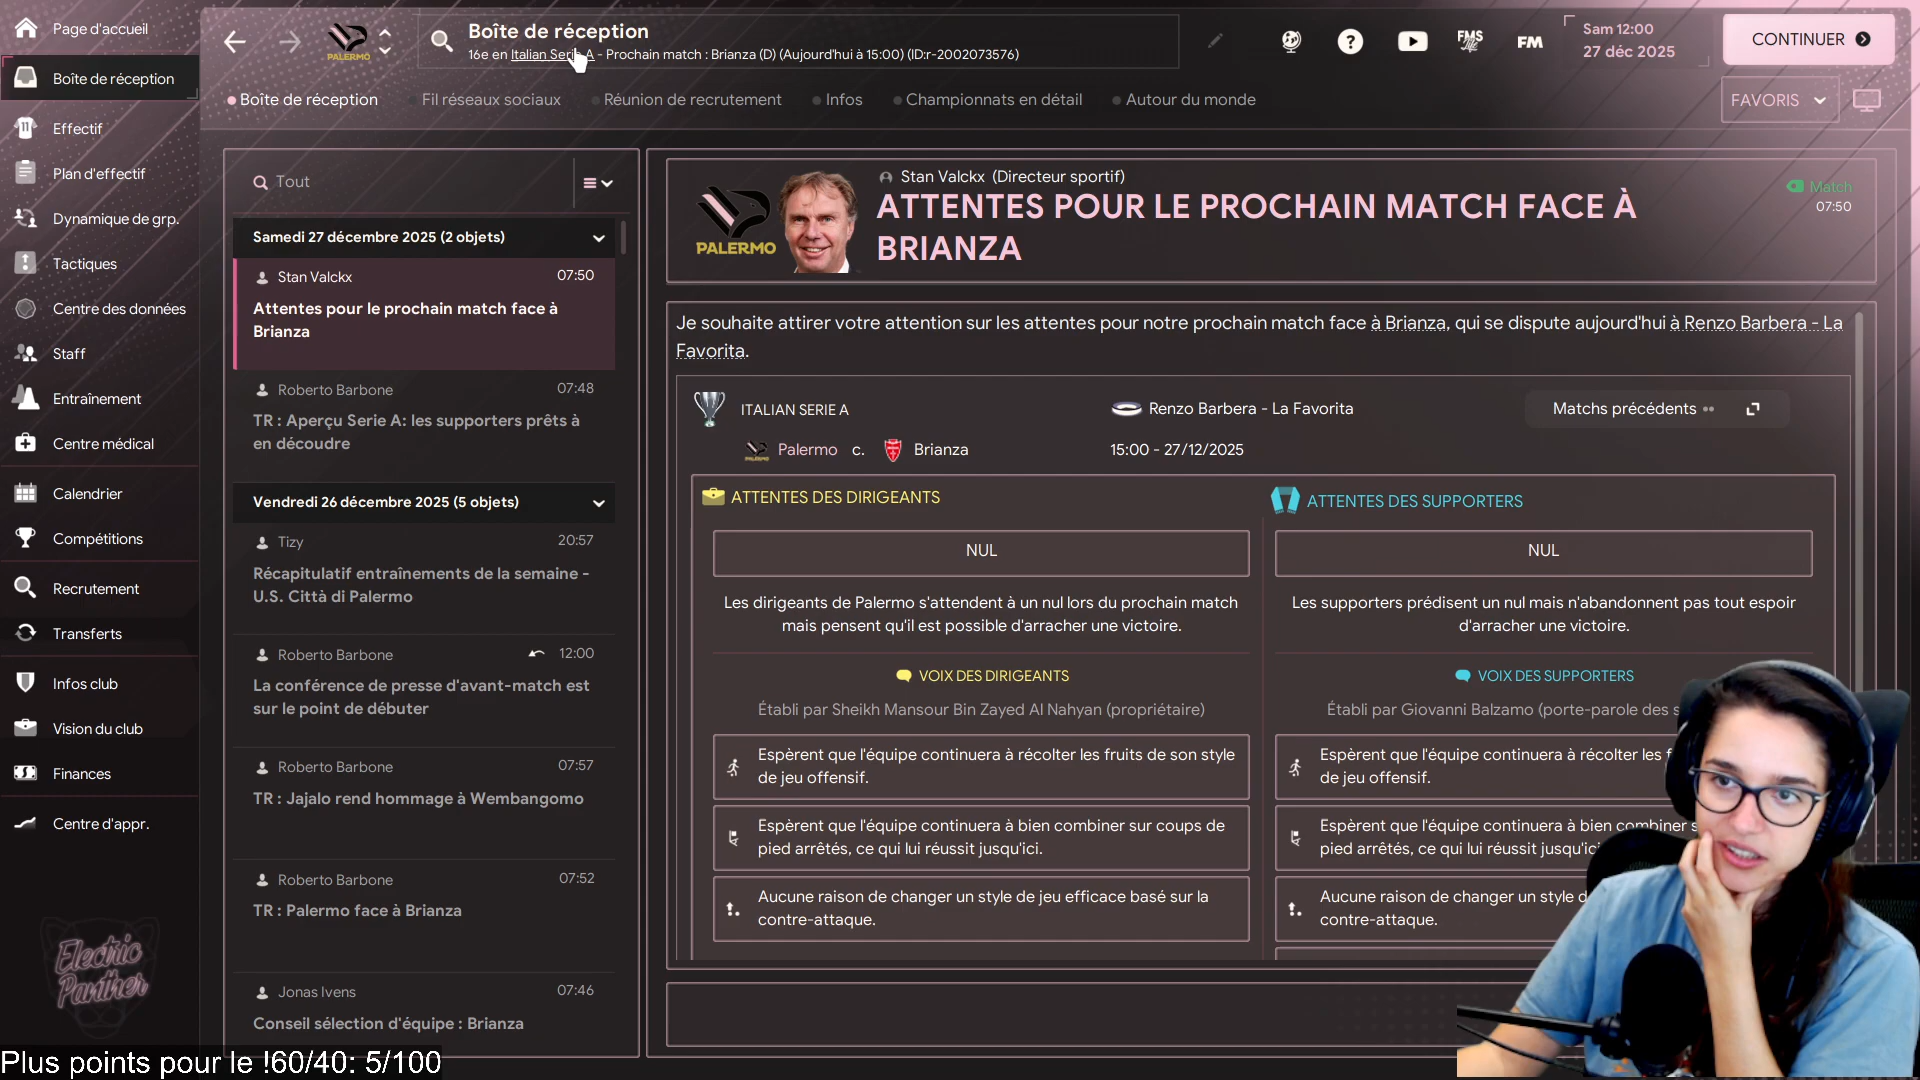 Page d'accueil
Boîte de réception
Effectif
Plan d'effectif
Dynamique de grp.
Tactiques
Centre des données
Staff
Entraînement
Centre médical
Calendrier
Compétitions
Recrutement
Transferts
Infos club
Vision du club
Finances
Centre d'appr.
Electric
Panther
PALERMO
Boîte de réception
16e en Italian Serie A - Prochain match : Brianza (D) (Aujourd'hui à 15:00) (ID:r-2002073576)
FMS
FM
Sam 12:00
27 déc 2025
CONTINUER
Boîte de réception
Fil réseaux sociaux
Réunion de recrutement
Infos
Championnats en détail
Autour du monde
FAVORIS
Tout
Samedi 27 décembre 2025 (2 objets)
Stan Valckx 07:50
Attentes pour le prochain match face à
Brianza
Roberto Barbone 07:48
TR : Aperçu Serie A: les supporters prêts à
en découdre
Vendredi 26 décembre 2025 (5 objets)
Tizy 20:57
Récapitulatif entraînements de la semaine -
U.S. Città di Palermo
Roberto Barbone 12:00
La conférence de presse d'avant-match est
sur le point de débuter
Roberto Barbone 07:57
TR : Jajalo rend hommage à Wembangomo
Roberto Barbone 07:52
TR : Palermo face à Brianza
Jonas Ivens 07:46
Conseil sélection d'équipe : Brianza
PALERMO
Stan Valckx (Directeur sportif)
ATTENTES POUR LE PROCHAIN MATCH FACE À
BRIANZA
Match
07:50
Je souhaite attirer votre attention sur les attentes pour notre prochain match face à Brianza, qui se dispute aujourd'hui à Renzo Barbera - La
Favorita.
ITALIAN SERIE A
Renzo Barbera - La Favorita
Matchs précédents
Palermo c. Brianza
15:00 - 27/12/2025
ATTENTES DES DIRIGEANTS
NUL
Les dirigeants de Palermo s'attendent à un nul lors du prochain match
mais pensent qu'il est possible d'arracher une victoire.
VOIX DES DIRIGEANTS
Établi par Sheikh Mansour Bin Zayed Al Nahyan (propriétaire)
Espèrent que l'équipe continuera à récolter les fruits de son style
de jeu offensif.
Espèrent que l'équipe continuera à bien combiner sur coups de
pied arrêtés, ce qui lui réussit jusqu'ici.
Aucune raison de changer un style de jeu efficace basé sur la
contre-attaque.
ATTENTES DES SUPPORTERS
NUL
Les supporters prédisent un nul mais n'abandonnent pas tout espoir
d'arracher une victoire.
VOIX DES SUPPORTERS
Établi par Giovanni Balzamo (porte-parole des
Espèrent que l'équipe continuera à récolter les
de jeu offensif.
Espèrent que l'équipe continuera à bien combiner
pied arrêtés, ce qui lui réussit jusqu'ici
Aucune raison de changer un style
contre-attaque.
Plus points pour le !60/40: 5/100